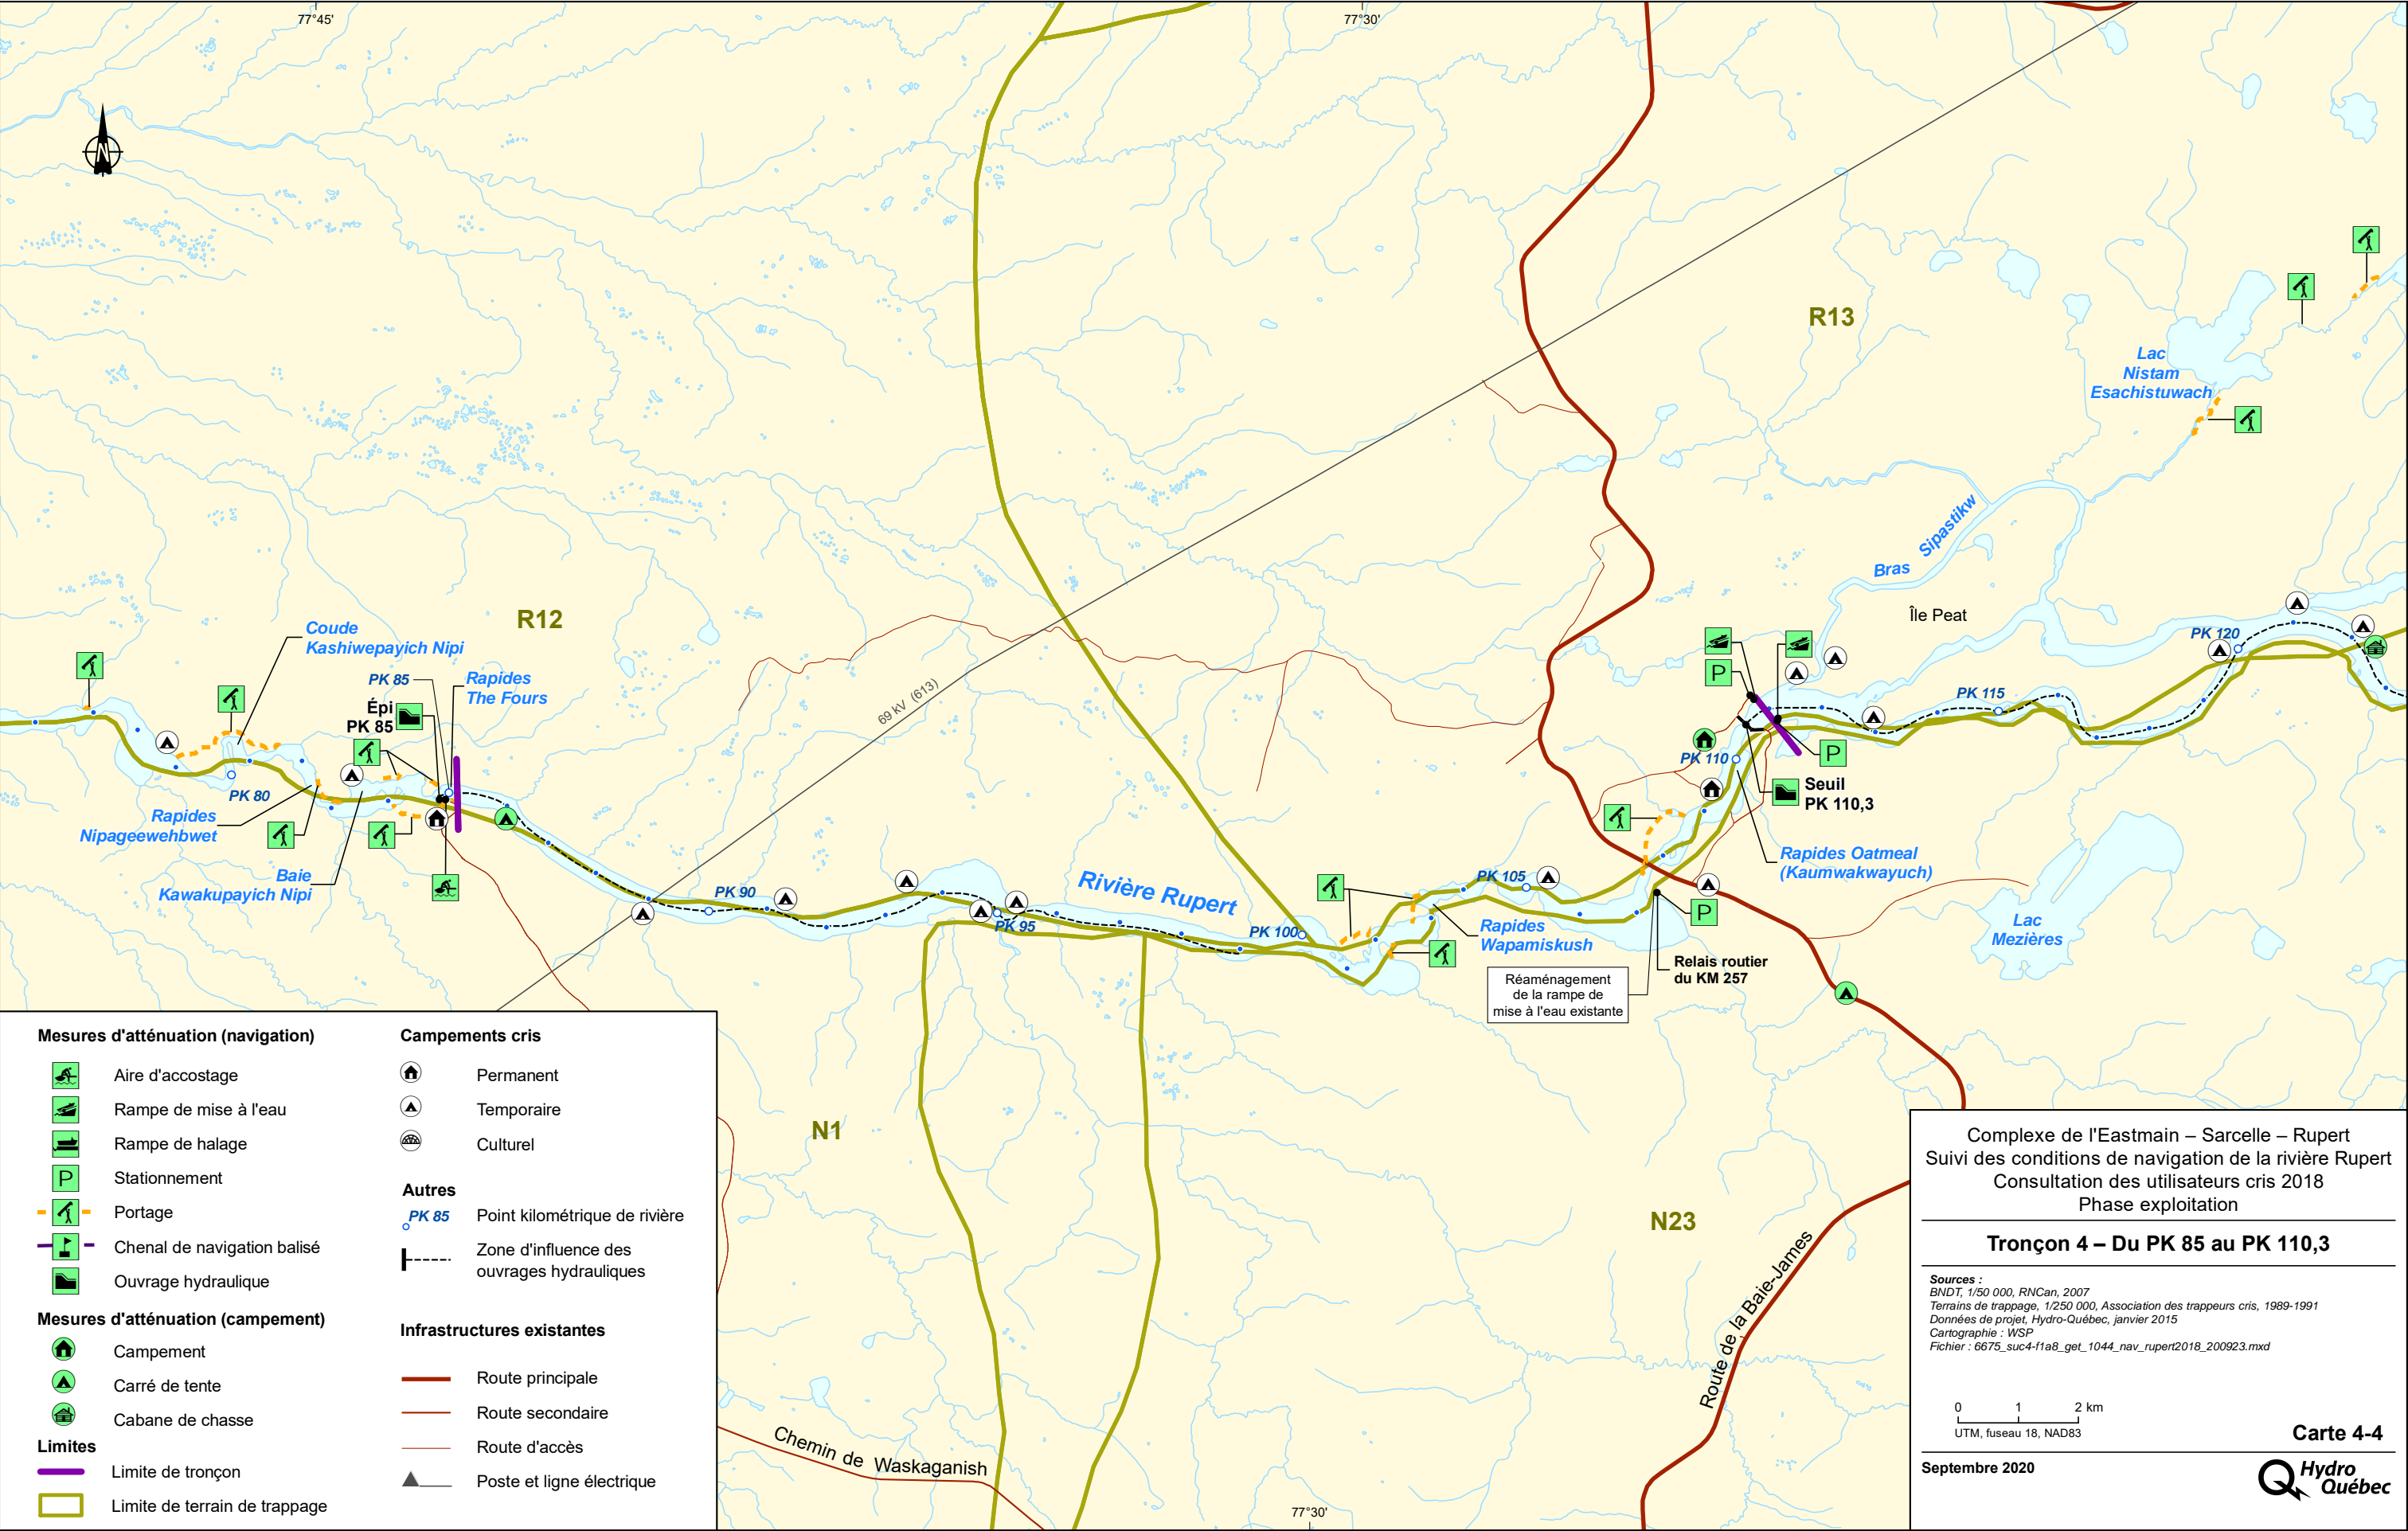 77°45'
77°30'
R13
Lac
Nistam
Esachistuwach
Sipastikw
Bras
Île Peat
R12
Coude
Kashiwepayich Nipi
PK 85
Rapides
The Fours
Épi
PK 85
69 kV (613)
PK 120
PK 115
P
P
PK 110
Seuil
PK 110,3
PK 80
Rapides
Nipageewehbwet
Baie
Kawakupayich Nipi
Rapides Oatmeal
(Kaumwakwayuch)
PK 90
Rivière Rupert
PK 95
PK 100
PK 105
P
Rapides
Wapamiskush
Lac
Mezières
Relais routier
du KM 257
Réaménagement
de la rampe de
mise à l'eau existante
N1
N23
Route de la Baie-James
Chemin de Waskaganish
77°30'
N
Mesures d'atténuation (navigation)
Aire d'accostage
Rampe de mise à l'eau
Rampe de halage
P Stationnement
Portage
Chenal de navigation balisé
Ouvrage hydraulique
Mesures d'atténuation (campement)
Campement
Carré de tente
Cabane de chasse
Limites
Limite de tronçon
Limite de terrain de trappage
Campements cris
Permanent
Temporaire
Culturel
Autres
PK 85 Point kilométrique de rivière
Zone d'influence des
ouvrages hydrauliques
Infrastructures existantes
Route principale
Route secondaire
Route d'accès
Poste et ligne électrique
Complexe de l'Eastmain – Sarcelle – Rupert
Suivi des conditions de navigation de la rivière Rupert
Consultation des utilisateurs cris 2018
Phase exploitation
Tronçon 4 – Du PK 85 au PK 110,3
Sources :
BNDT, 1/50 000, RNCan, 2007
Terrains de trappage, 1/250 000, Association des trappeurs cris, 1989-1991
Données de projet, Hydro-Québec, janvier 2015
Cartographie : WSP
Fichier : 6675_suc4-f1a8_get_1044_nav_rupert2018_200923.mxd
0 1 2 km
UTM, fuseau 18, NAD83
Carte 4-4
Septembre 2020
Hydro
Québec